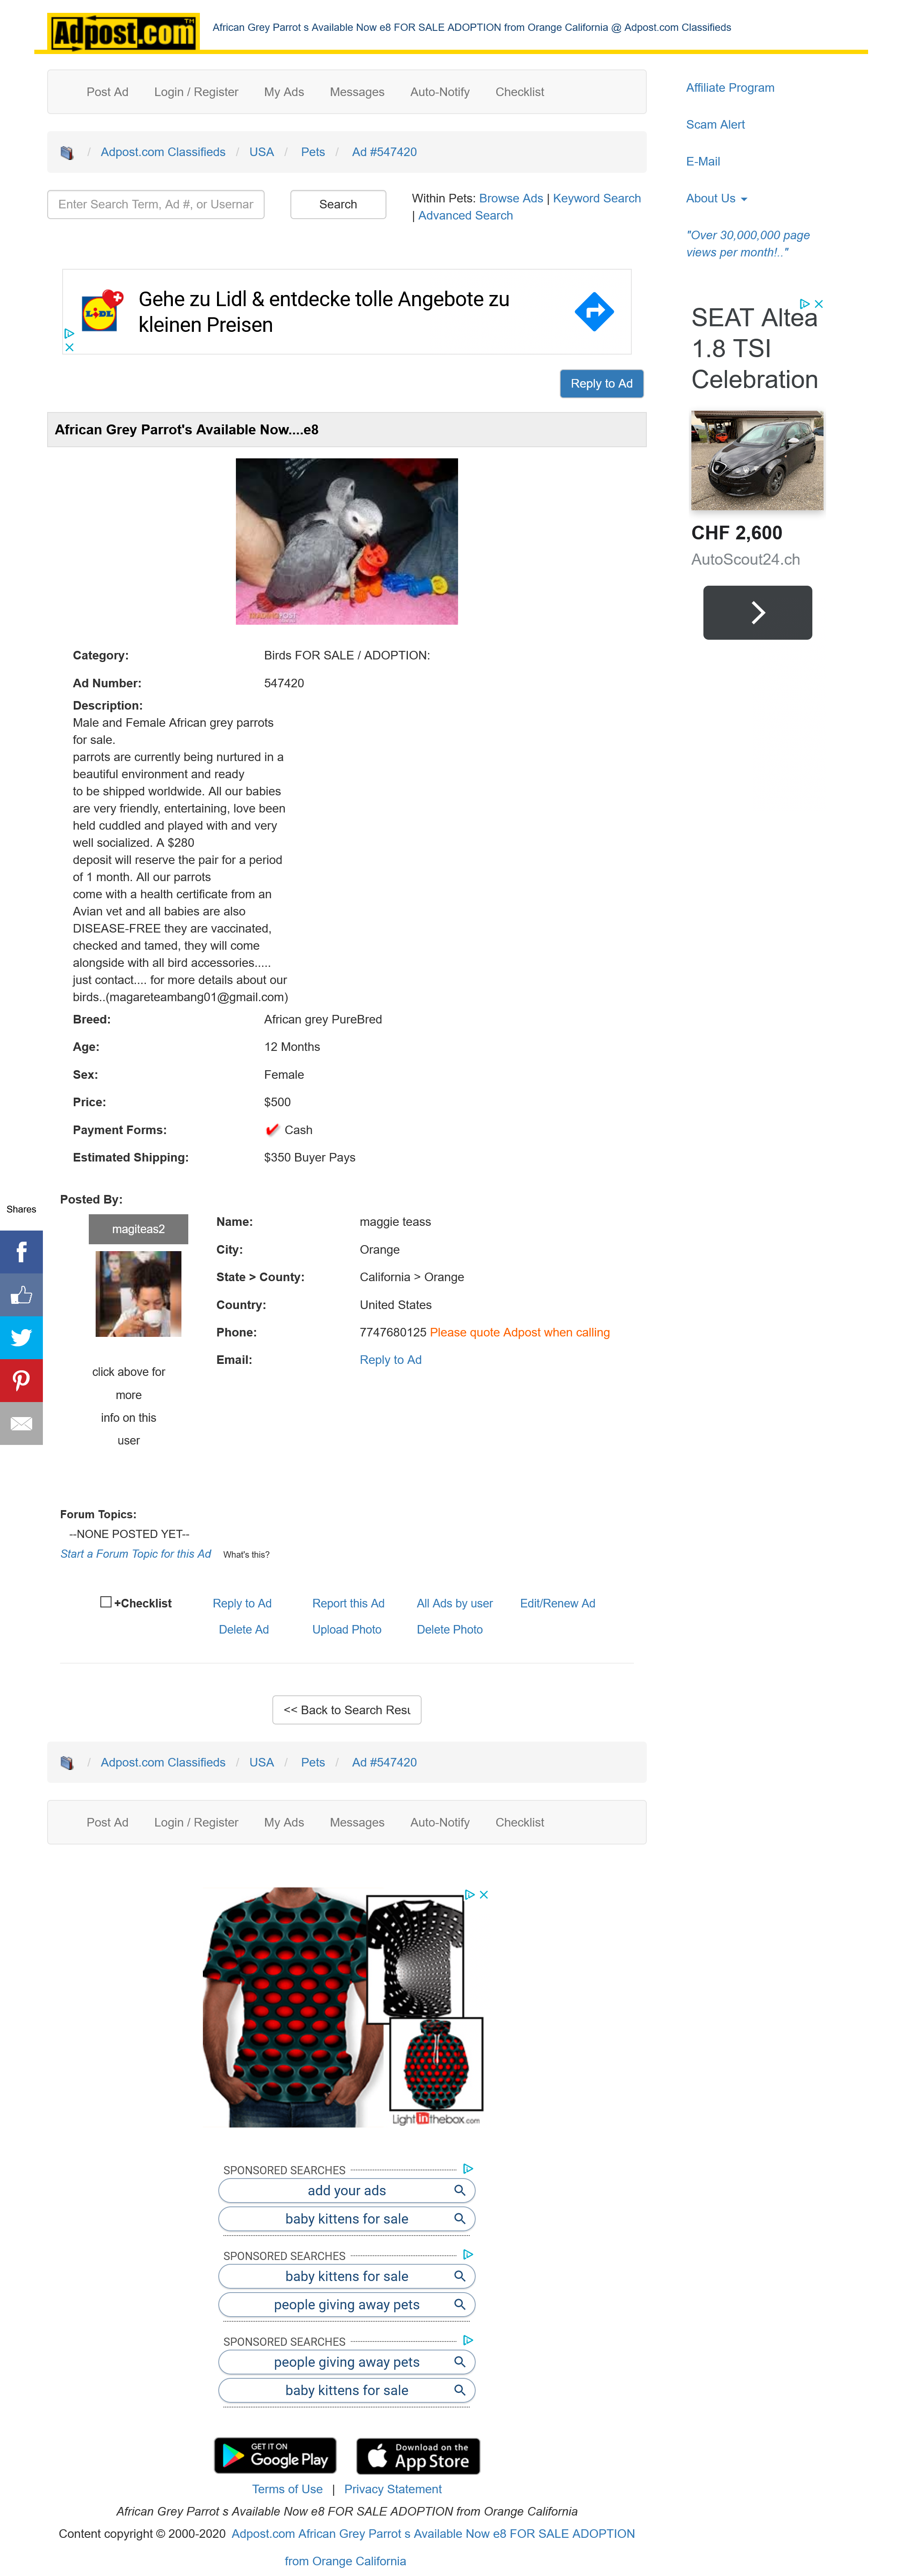 Adpost.com TM
African Grey Parrot s Available Now e8 FOR SALE ADOPTION from Orange California @ Adpost.com Classifieds
Post Ad Login / Register My Ads Messages Auto-Notify Checklist
/ Adpost.com Classifieds / USA / Pets / Ad #547420
Enter Search Term, Ad #, or Usernar
Search
Within Pets: Browse Ads | Keyword Search
| Advanced Search
Affiliate Program
Scam Alert
E-Mail
About Us
"Over 30,000,000 page
views per month!.."
LIDL
Gehe zu Lidl & entdecke tolle Angebote zu
kleinen Preisen
SEAT Altea
1.8 TSI
Celebration
CHF 2,600
AutoScout24.ch
Reply to Ad
African Grey Parrot's Available Now....e8
Category: Birds FOR SALE / ADOPTION:
Ad Number: 547420
Description:
Male and Female African grey parrots
for sale.
parrots are currently being nurtured in a
beautiful environment and ready
to be shipped worldwide. All our babies
are very friendly, entertaining, love been
held cuddled and played with and very
well socialized. A $280
deposit will reserve the pair for a period
of 1 month. All our parrots
come with a health certificate from an
Avian vet and all babies are also
DISEASE-FREE they are vaccinated,
checked and tamed, they will come
alongside with all bird accessories.....
just contact.... for more details about our
birds..(magareteambang01@gmail.com)
Breed: African grey PureBred
Age: 12 Months
Sex: Female
Price: $500
Payment Forms: Cash
Estimated Shipping: $350 Buyer Pays
Posted By:
Shares
magiteas2
click above for
more
info on this
user
Name: maggie teass
City: Orange
State > County: California > Orange
Country: United States
Phone: 7747680125 Please quote Adpost when calling
Email: Reply to Ad
Forum Topics:
--NONE POSTED YET--
Start a Forum Topic for this Ad What's this?
+Checklist Reply to Ad Report this Ad All Ads by user Edit/Renew Ad
Delete Ad Upload Photo Delete Photo
<< Back to Search Resu
/ Adpost.com Classifieds / USA / Pets / Ad #547420
Post Ad Login / Register My Ads Messages Auto-Notify Checklist
Lightinthebox.com
SPONSORED SEARCHES
add your ads
baby kittens for sale
SPONSORED SEARCHES
baby kittens for sale
people giving away pets
SPONSORED SEARCHES
people giving away pets
baby kittens for sale
GET IT ON
Google Play
Download on the
App Store
Terms of Use | Privacy Statement
African Grey Parrot s Available Now e8 FOR SALE ADOPTION from Orange California
Content copyright © 2000-2020 Adpost.com African Grey Parrot s Available Now e8 FOR SALE ADOPTION
from Orange California